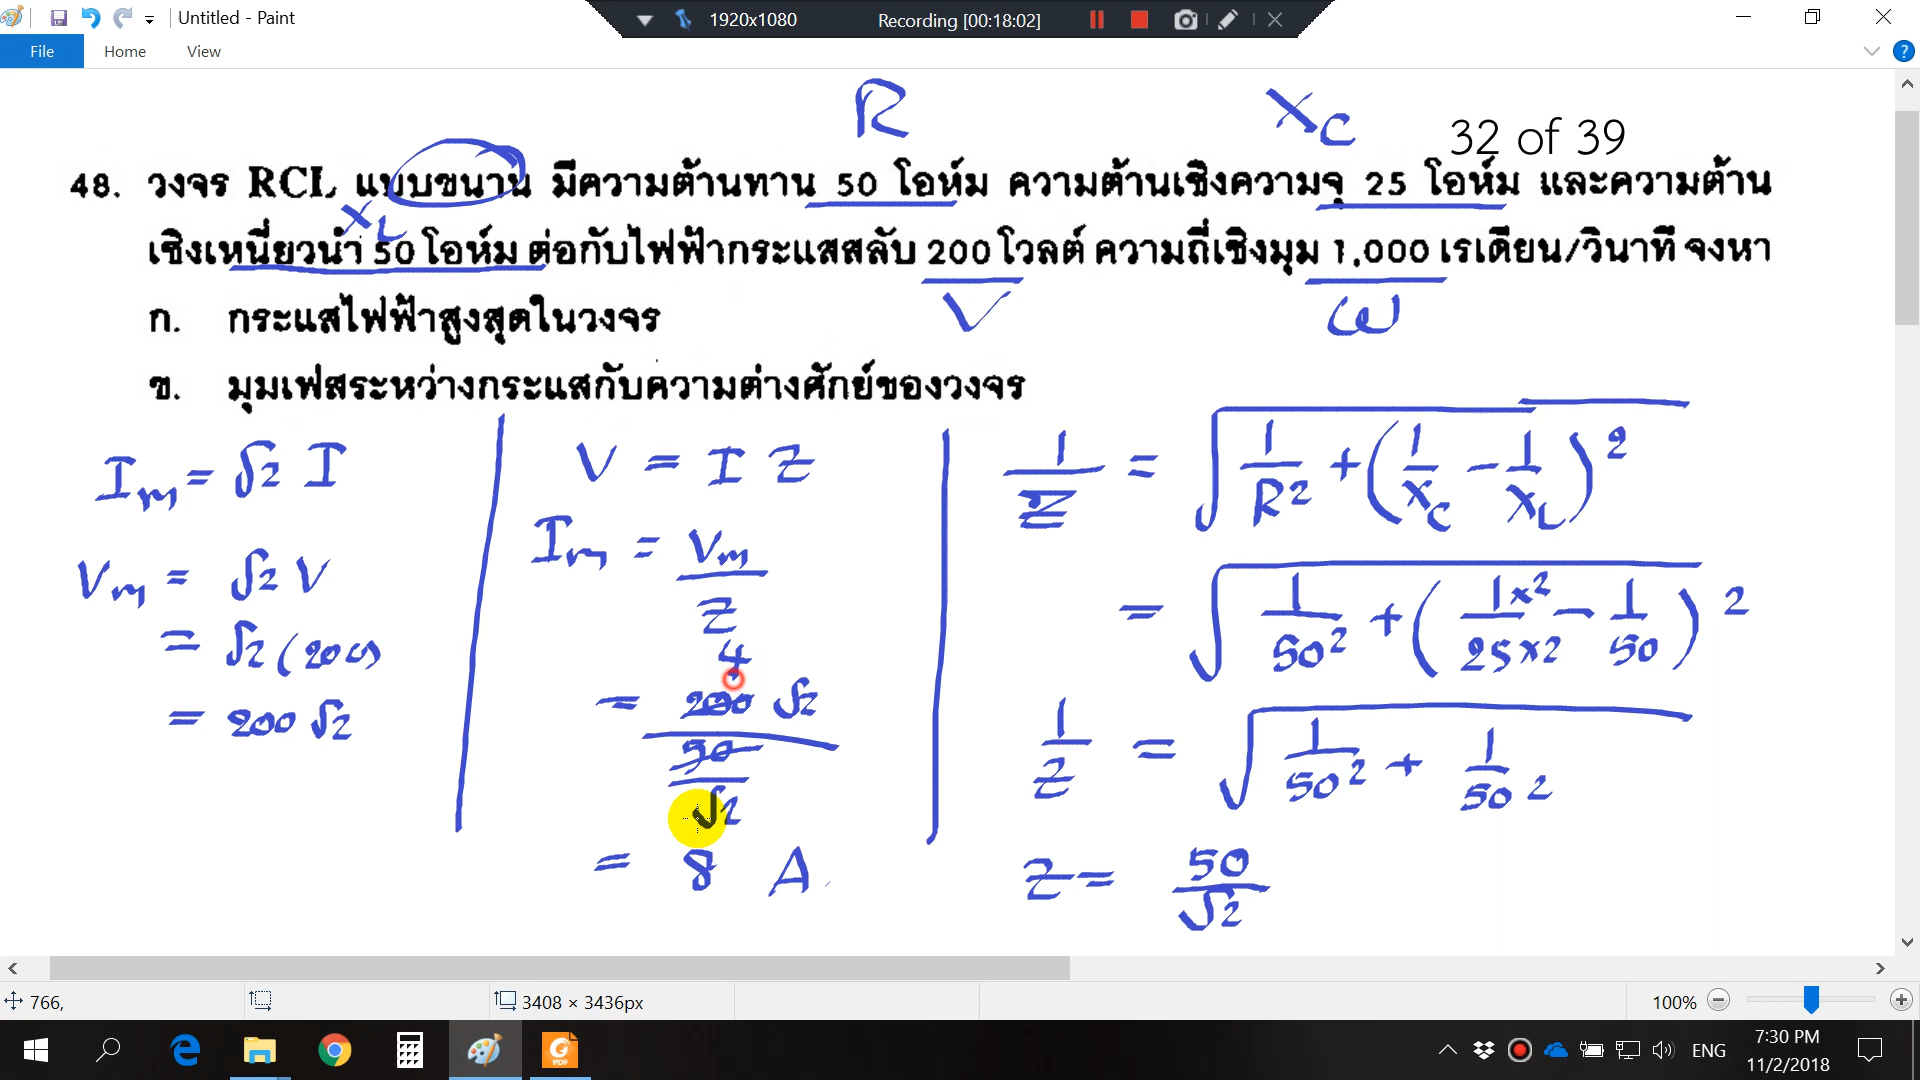 Untitled - Paint
1920x1080 Recording [00:18:02]
File Home View
R XC 32 of 39
48. วงจร RCL แบบขนาน มีความต้านทาน 50 โอห์ม ความต้านเชิงความจุ 25 โอห์ม และความต้าน
XL
เชิงเหนี่ยวนำ 50 โอห์ม ต่อกับไฟฟ้ากระแสสลับ 200 โวลต์ ความถี่เชิงมุม 1,000 เรเดียน/วินาที จงหา
V ω
ก. กระแสไฟฟ้าสูงสุดในวงจร
ข. มุมเฟสระหว่างกระแสกับความต่างศักย์ของวงจร
Im = √2 I
Vm = √2 V
= √2 (200)
= 200 √2
V = I Z
Im = Vm / Z
4
= 200 √2 / 50 / √2
= 8 A
1/Z = √(1/R² + (1/XC - 1/XL)²)
= √(1/50² + (1x2/25x2 - 1/50)²)
1/Z = √(1/50² + 1/50²)
Z = 50/√2
766,
3408 × 3436px
100%
ENG
7:30 PM
11/2/2018
PDF